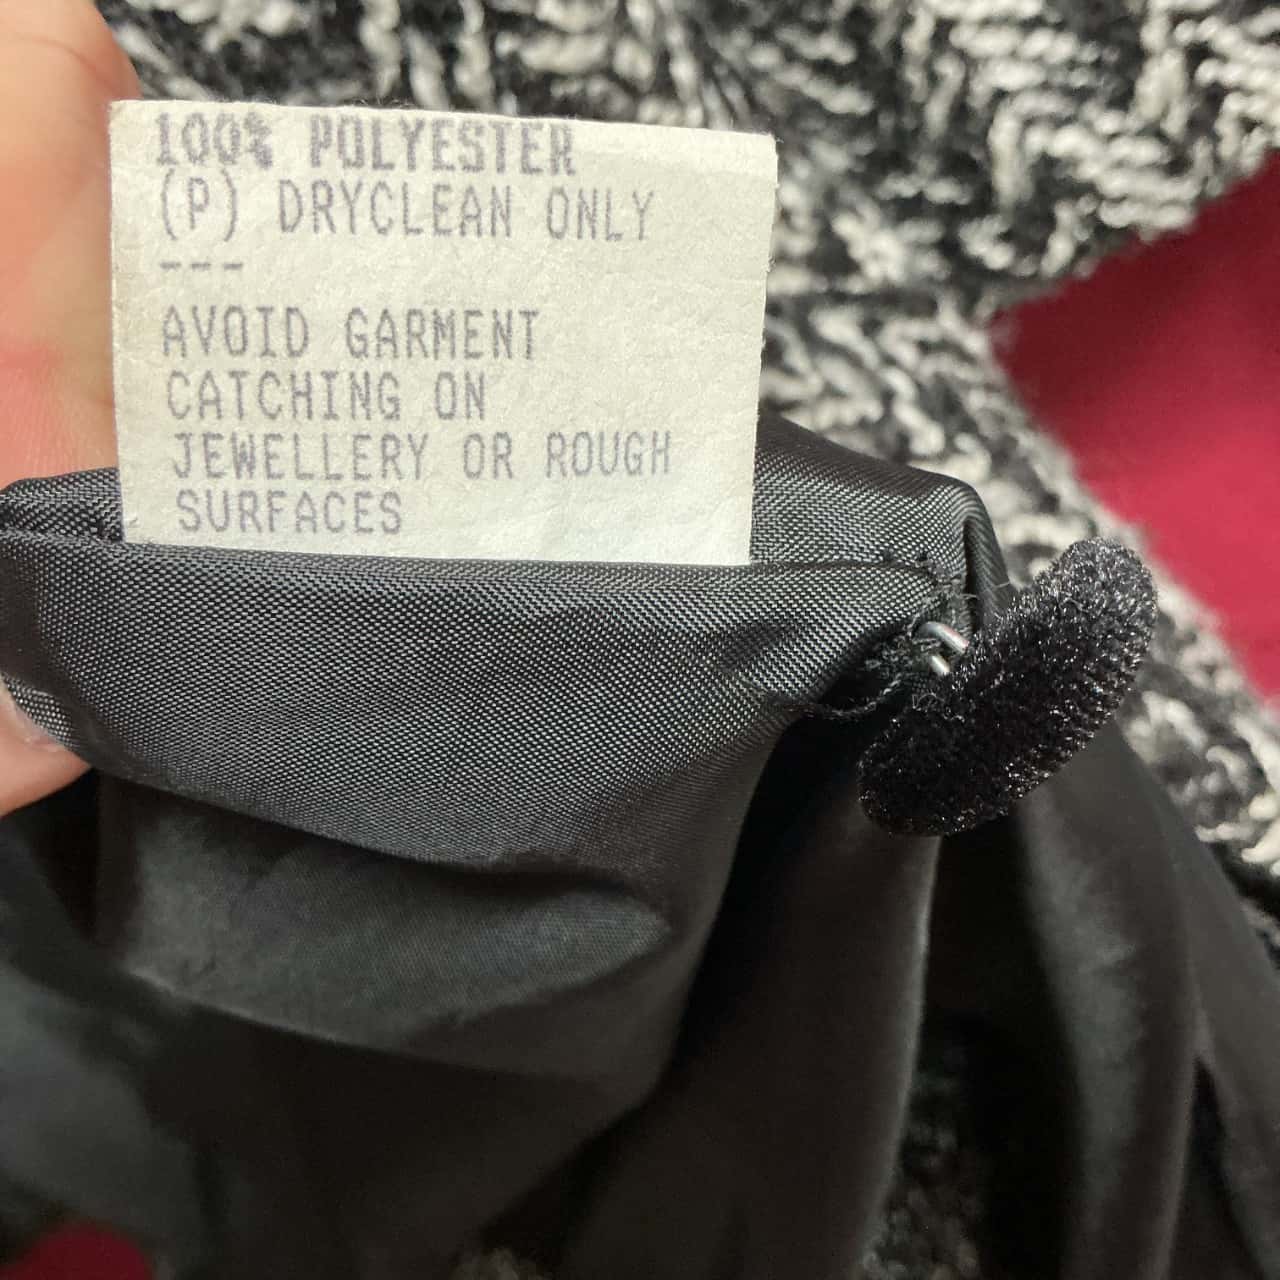 100% POLYESTER
(P) DRYCLEAN ONLY
---
AVOID GARMENT
CATCHING ON
JEWELLERY OR ROUGH
SURFACES